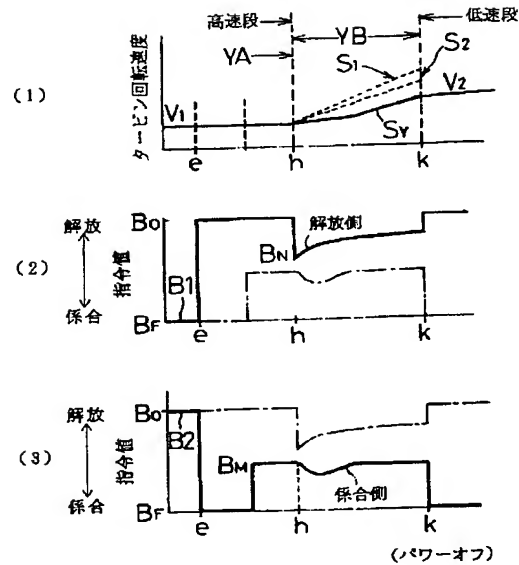 高速段
低速段
YB
YA
S1
S2
(1)
タービン回転速度
V1
V2
SY
e
h
k
(2)
解放
係合
指令値
BO
BF
B1
BN
解放側
e
h
k
(3)
解放
係合
指令値
BO
BF
B2
BM
係合側
e
h
k
(パワーオフ)